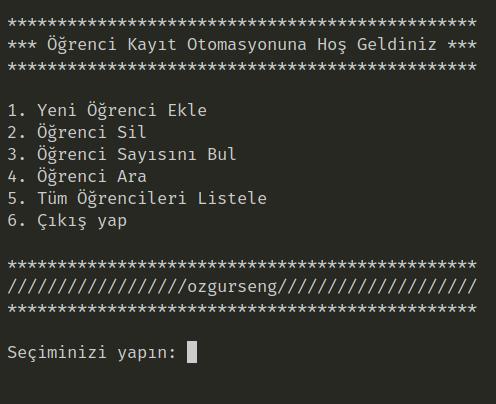 ***********************************************
*** Öğrenci Kayıt Otomasyonuna Hoş Geldiniz ***
***********************************************
1. Yeni Öğrenci Ekle
2. Öğrenci Sil
3. Öğrenci Sayısını Bul
4. Öğrenci Ara
5. Tüm Öğrencileri Listele
6. Çıkış yap
***********************************************
//////////////////ozgurseng////////////////////
***********************************************
Seçiminizi yapın: